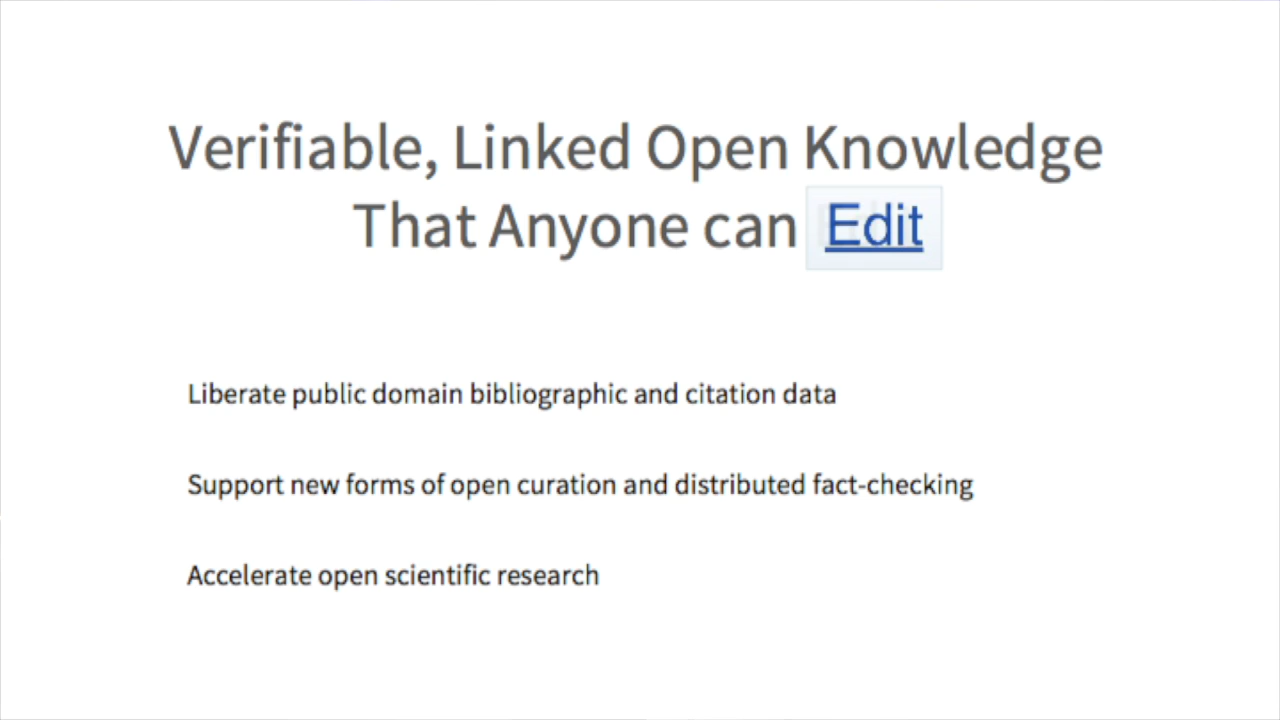 Verifiable, Linked Open Knowledge
That Anyone can Edit
Liberate public domain bibliographic and citation data
Support new forms of open curation and distributed fact-checking
Accelerate open scientific research